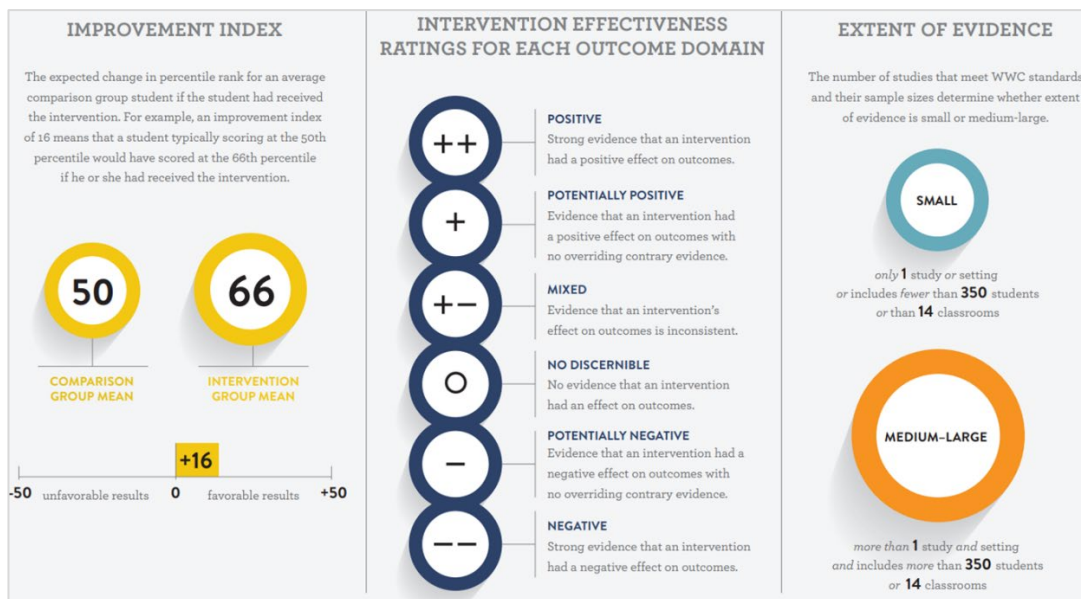 IMPROVEMENT INDEX
The expected change in percentile rank for an average
comparison group student if the student had received
the intervention. For example, an improvement index
of 16 means that a student typically scoring at the 50th
percentile would have scored at the 66th percentile
if he or she had received the intervention.
50
66
COMPARISON
GROUP MEAN
INTERVENTION
GROUP MEAN
+16
-50 unfavorable results 0 favorable results +50
INTERVENTION EFFECTIVENESS
RATINGS FOR EACH OUTCOME DOMAIN
++
POSITIVE
Strong evidence that an intervention
had a positive effect on outcomes.
+
POTENTIALLY POSITIVE
Evidence that an intervention had
a positive effect on outcomes with
no overriding contrary evidence.
+−
MIXED
Evidence that an intervention's
effect on outcomes is inconsistent.
O
NO DISCERNIBLE
No evidence that an intervention
had an effect on outcomes.
−
POTENTIALLY NEGATIVE
Evidence that an intervention had a
negative effect on outcomes with
no overriding contrary evidence.
−−
NEGATIVE
Strong evidence that an intervention
had a negative effect on outcomes.
EXTENT OF EVIDENCE
The number of studies that meet WWC standards
and their sample sizes determine whether extent
of evidence is small or medium-large.
SMALL
only 1 study or setting
or includes fewer than 350 students
or than 14 classrooms
MEDIUM–LARGE
more than 1 study and setting
and includes more than 350 students
or 14 classrooms